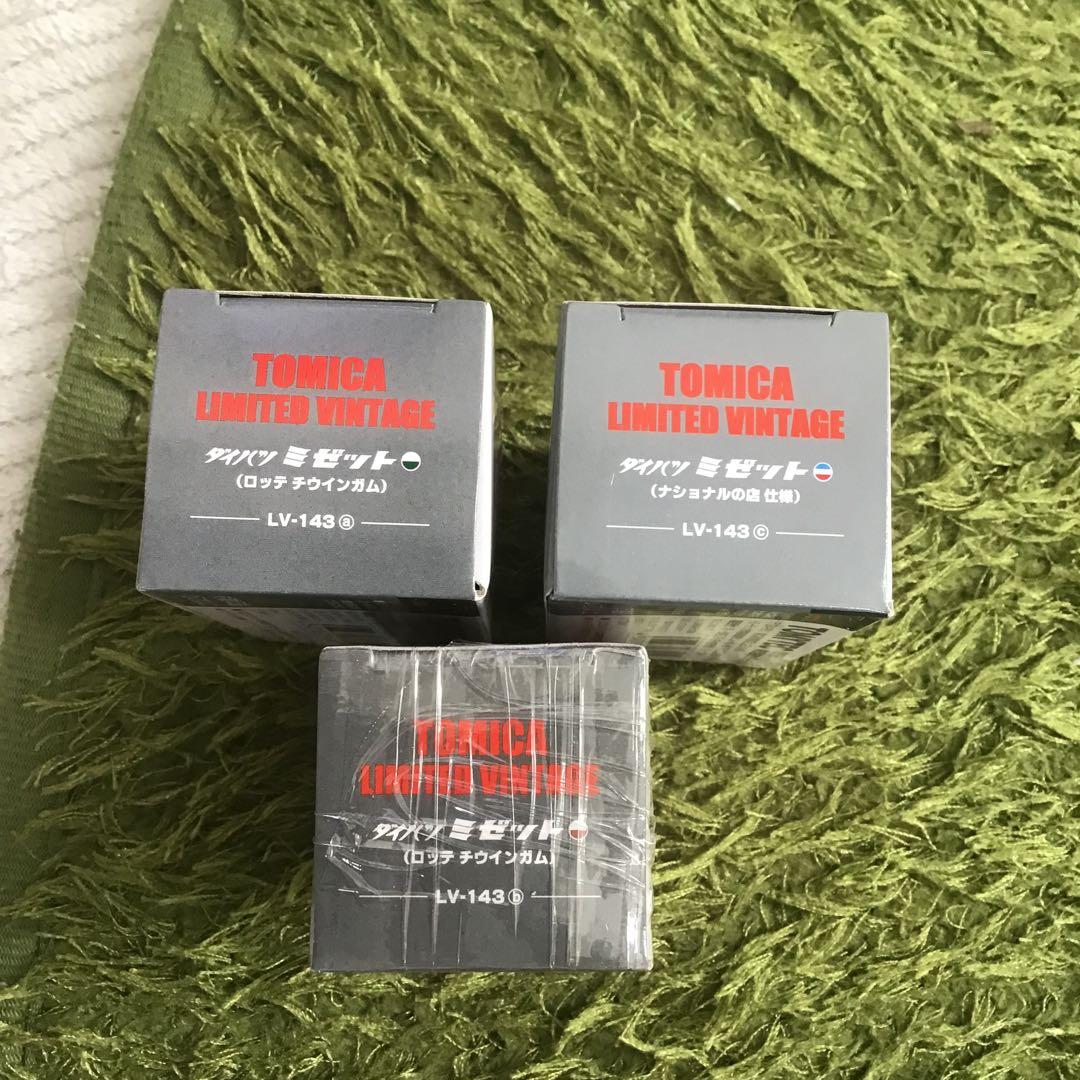 TOMICA
LIMITED VINTAGE
ダイハツ ミゼット
(ロッテ チウインガム)
LV-143 ⓐ
TOMICA
LIMITED VINTAGE
ダイハツ ミゼット
(ナショナルの店 仕様)
LV-143 ⓒ
TOMICA
LIMITED VINTAGE
ダイハツ ミゼット
(ロッテ チウインガム)
LV-143 ⓑ